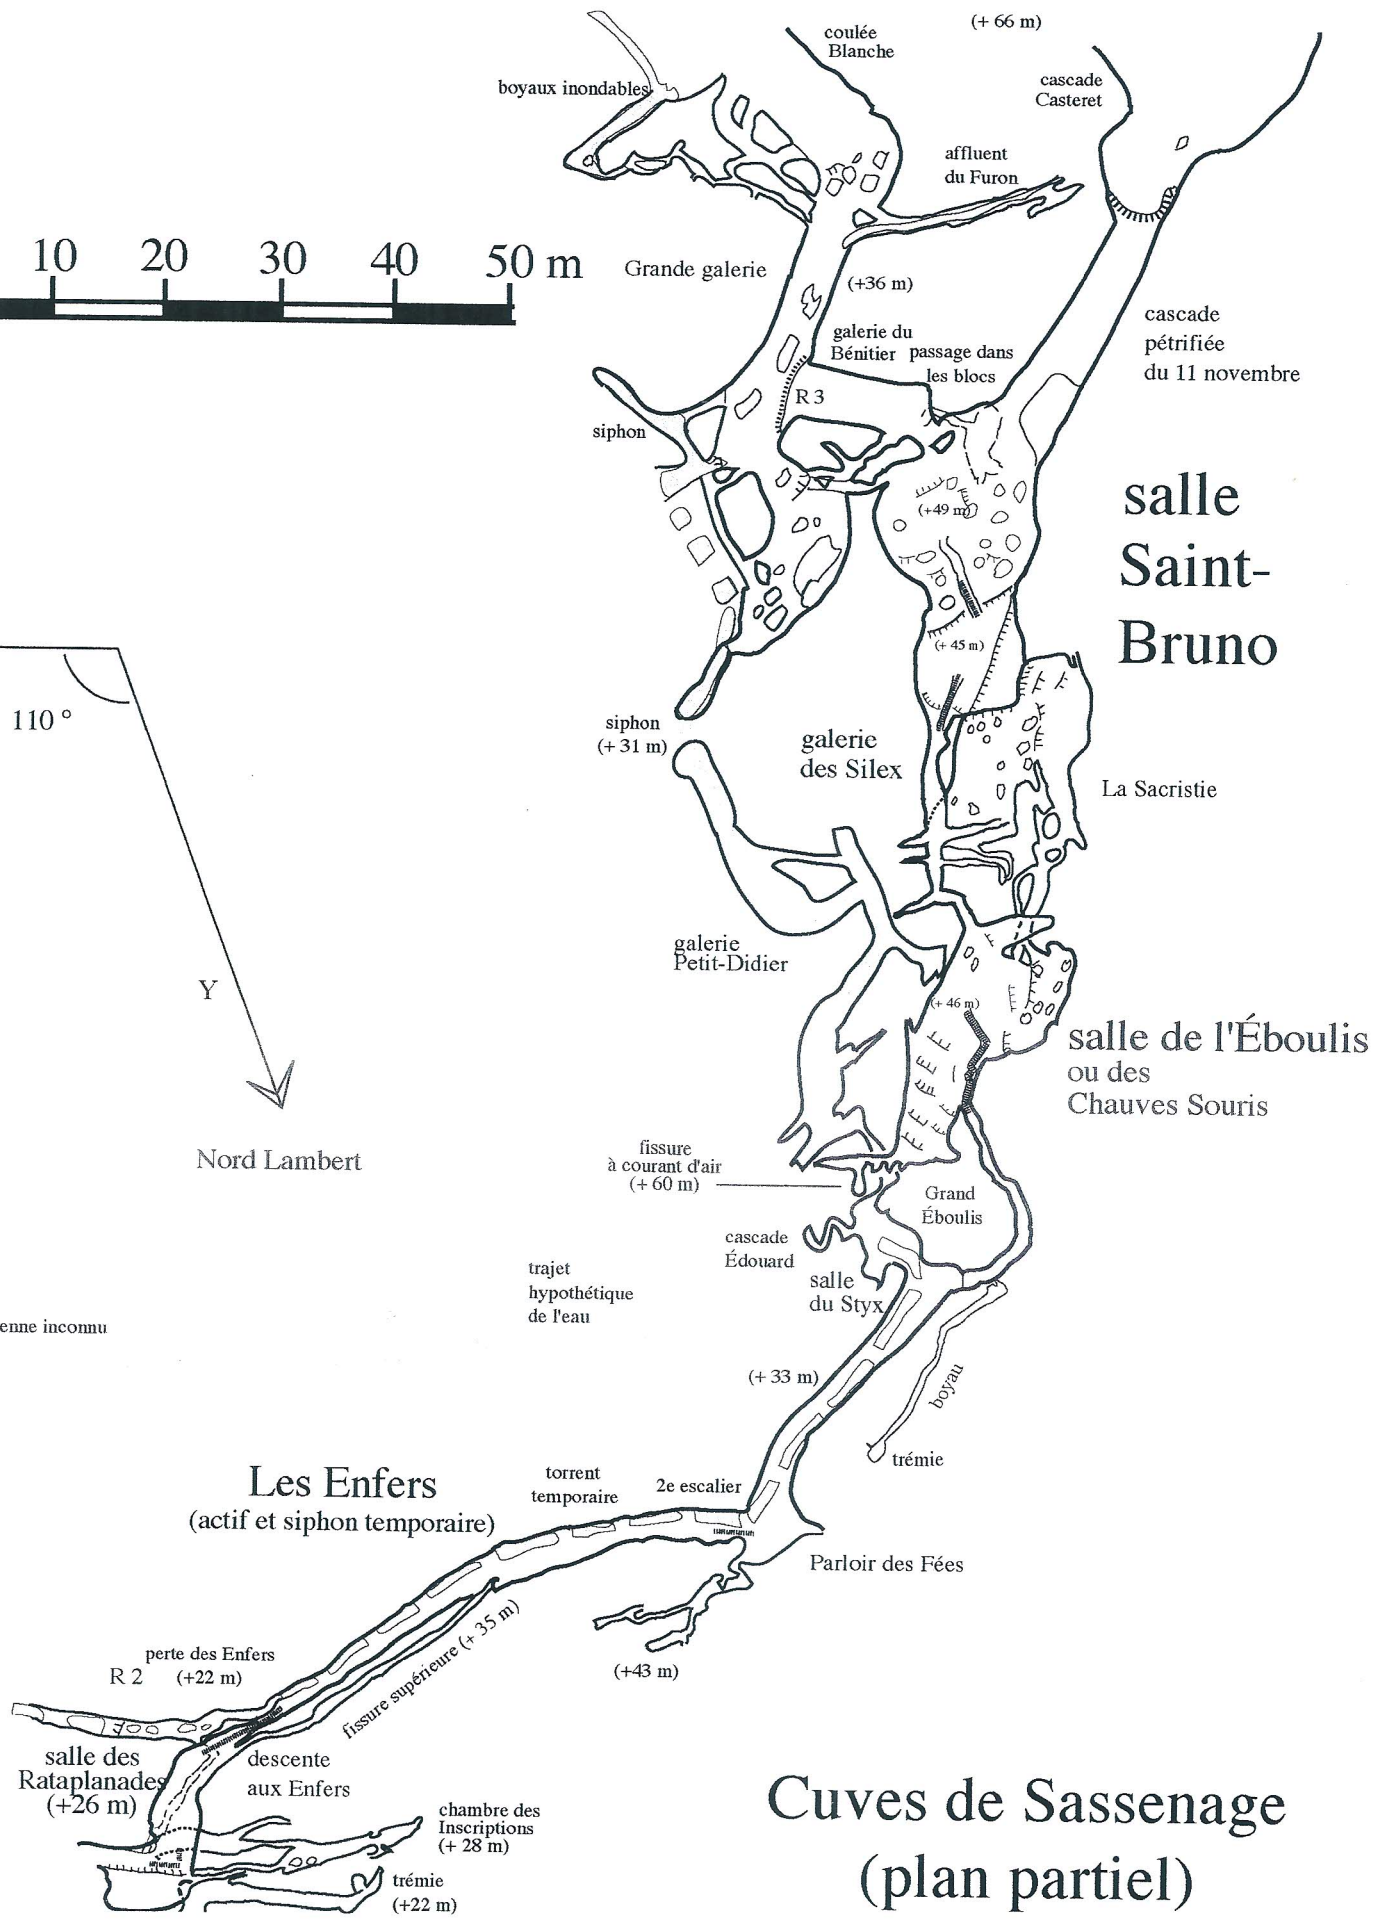 coulée
Blanche
(+ 66 m)
boyaux inondables
cascade
Casteret
affluent
du Furon
10 20 30 40 50 m
Grande galerie
(+36 m)
cascade
pétrifiée
du 11 novembre
galerie du
Bénitier
passage dans
les blocs
R 3
siphon
salle
Saint-
Bruno
(+49 m)
(+ 45 m)
110 °
siphon
(+ 31 m)
galerie
des Silex
La Sacristie
galerie
Petit-Didier
Y
(+ 46 m)
salle de l'Éboulis
ou des
Chauves Souris
Nord Lambert
fissure
à courant d'air
(+ 60 m)
Grand
Éboulis
cascade
Édouard
trajet
hypothétique
de l'eau
salle
du Styx
enne inconnu
(+ 33 m)
boyau
trémie
Les Enfers
(actif et siphon temporaire)
torrent
temporaire
2e escalier
Parloir des Fées
fissure supérieure (+ 35 m)
(+43 m)
perte des Enfers
R 2
(+22 m)
salle des
Rataplanades
(+26 m)
descente
aux Enfers
chambre des
Inscriptions
(+ 28 m)
trémie
(+22 m)
Cuves de Sassenage
(plan partiel)